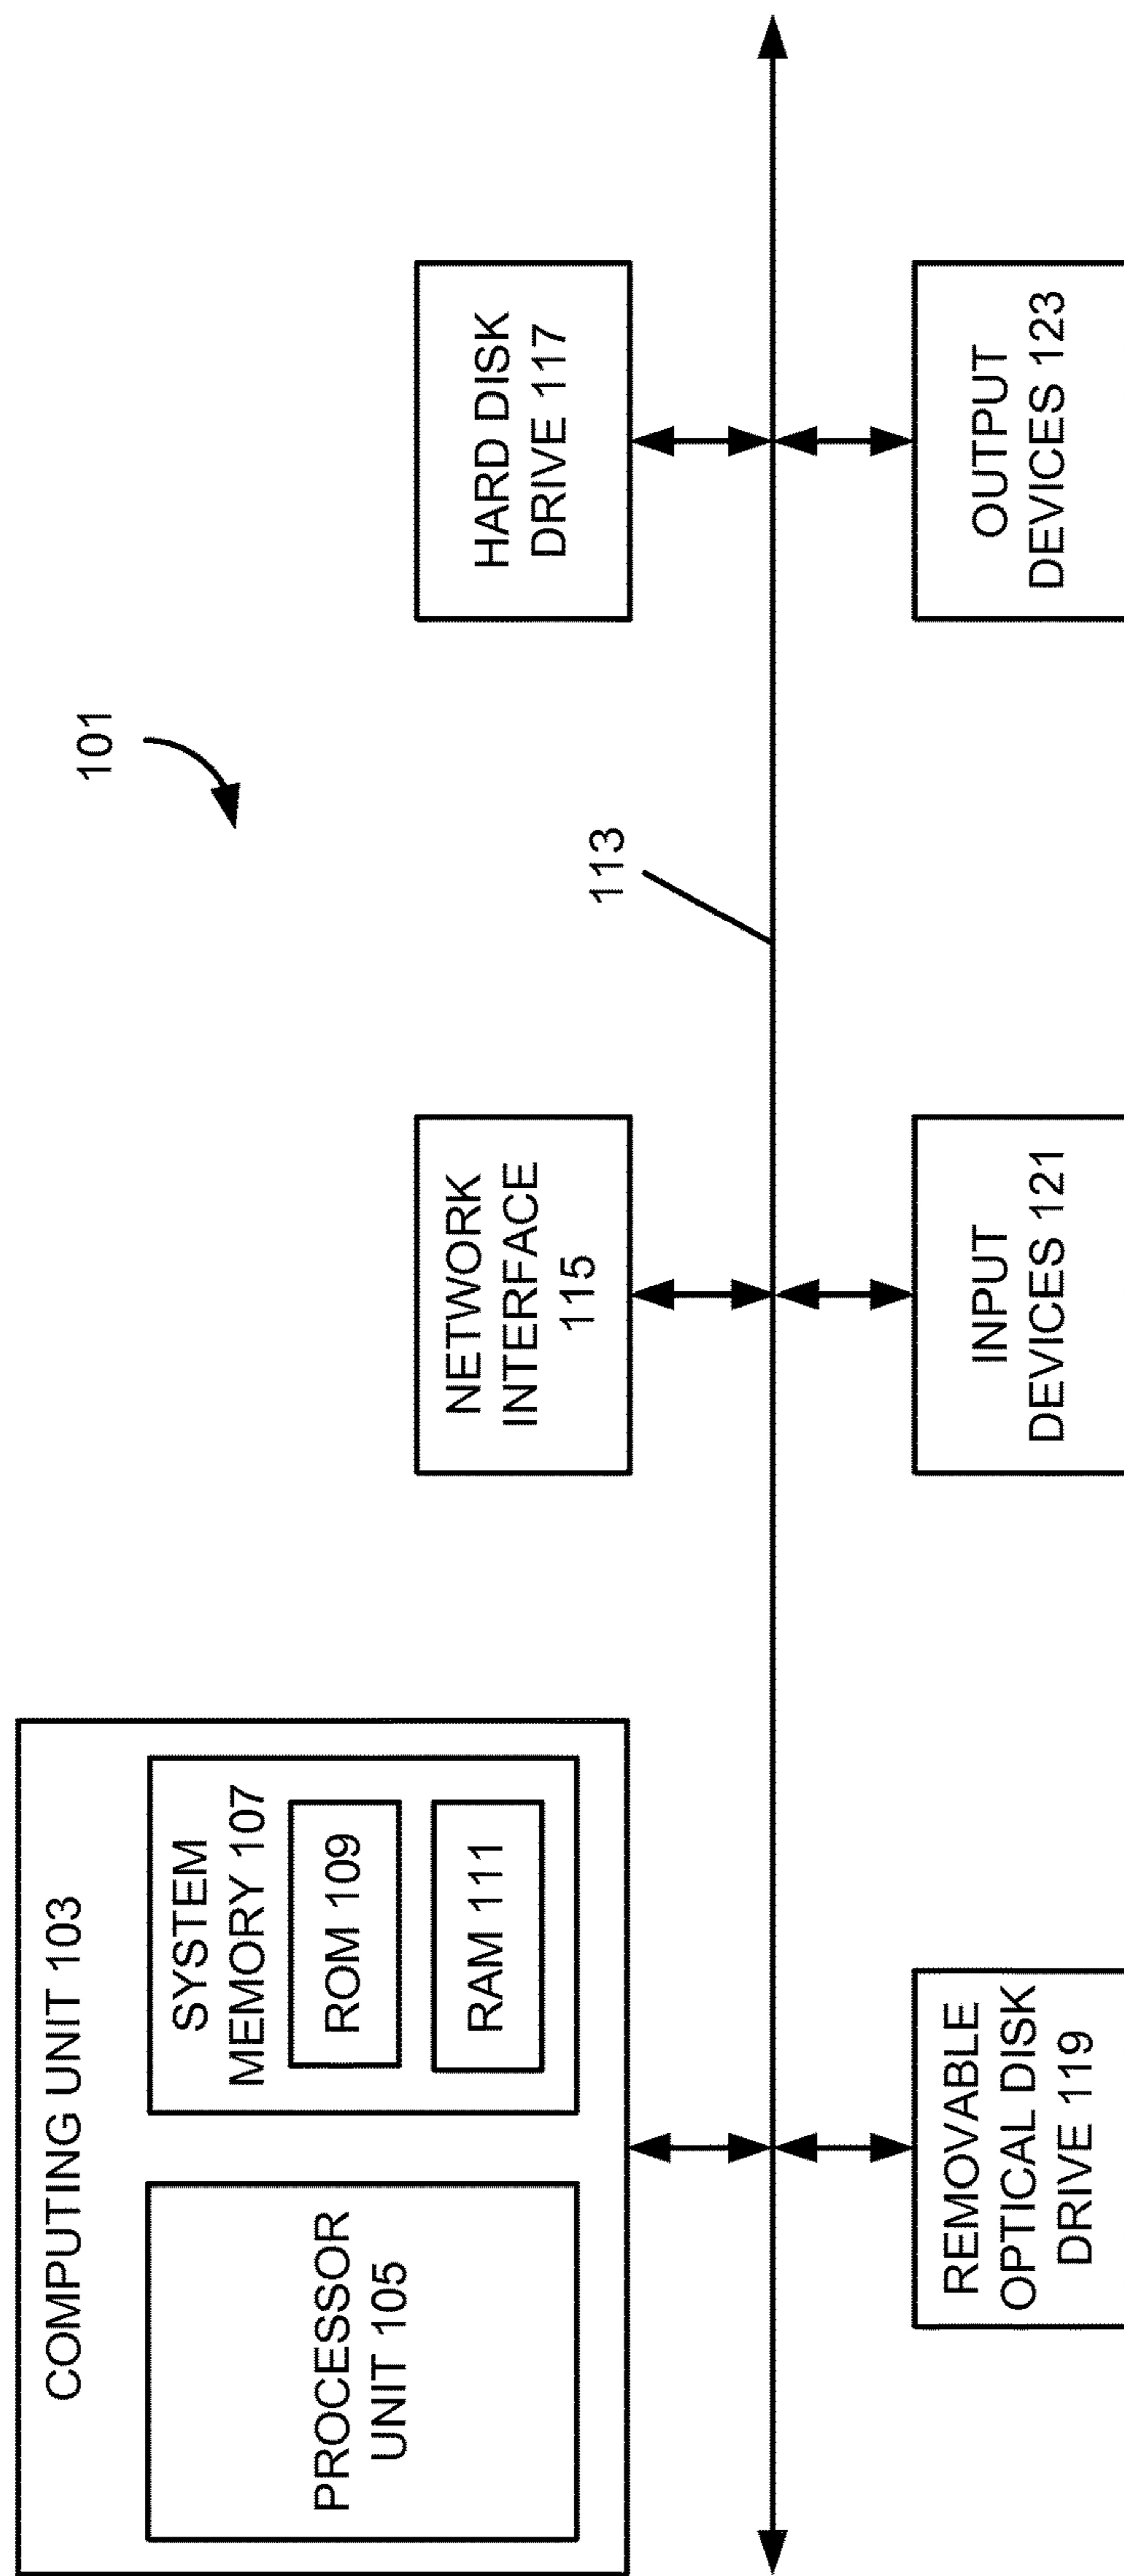 101
COMPUTING UNIT 103
PROCESSOR
UNIT 105
SYSTEM
MEMORY 107
ROM 109
RAM 111
NETWORK
INTERFACE
115
HARD DISK
DRIVE 117
113
REMOVABLE
OPTICAL DISK
DRIVE 119
INPUT
DEVICES 121
OUTPUT
DEVICES 123